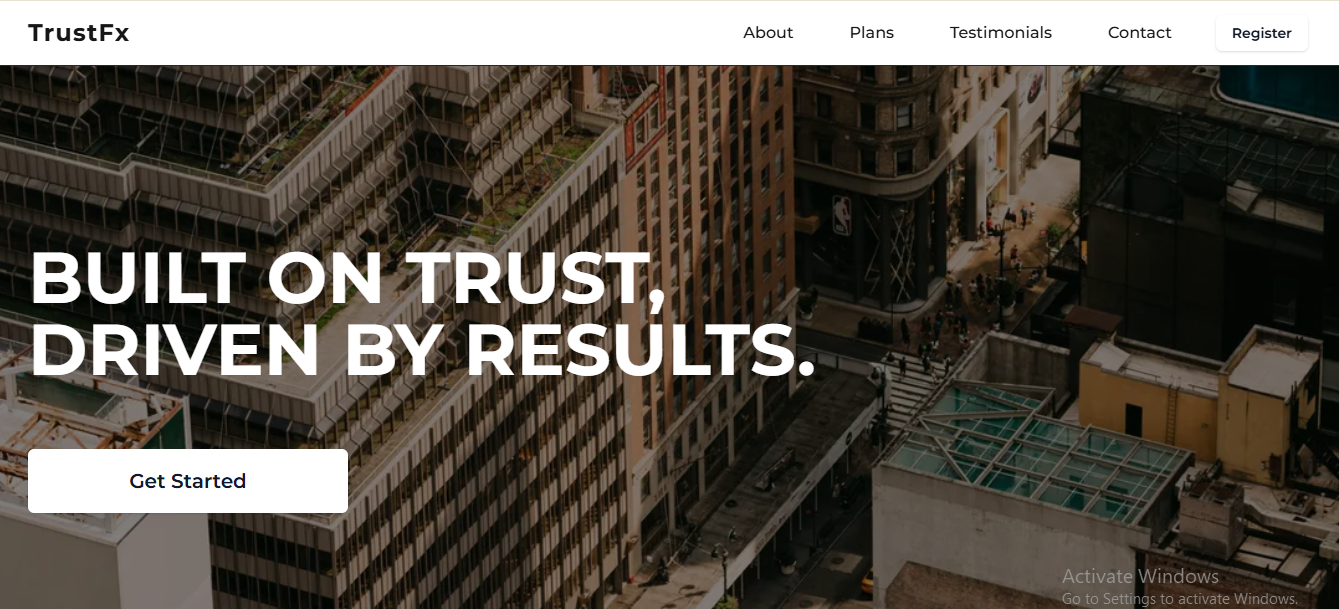 TrustFx
About
Plans
Testimonials
Contact
Register
BUILT ON TRUST,
DRIVEN BY RESULTS.
Get Started
Activate Windows
Go to Settings to activate Windows.